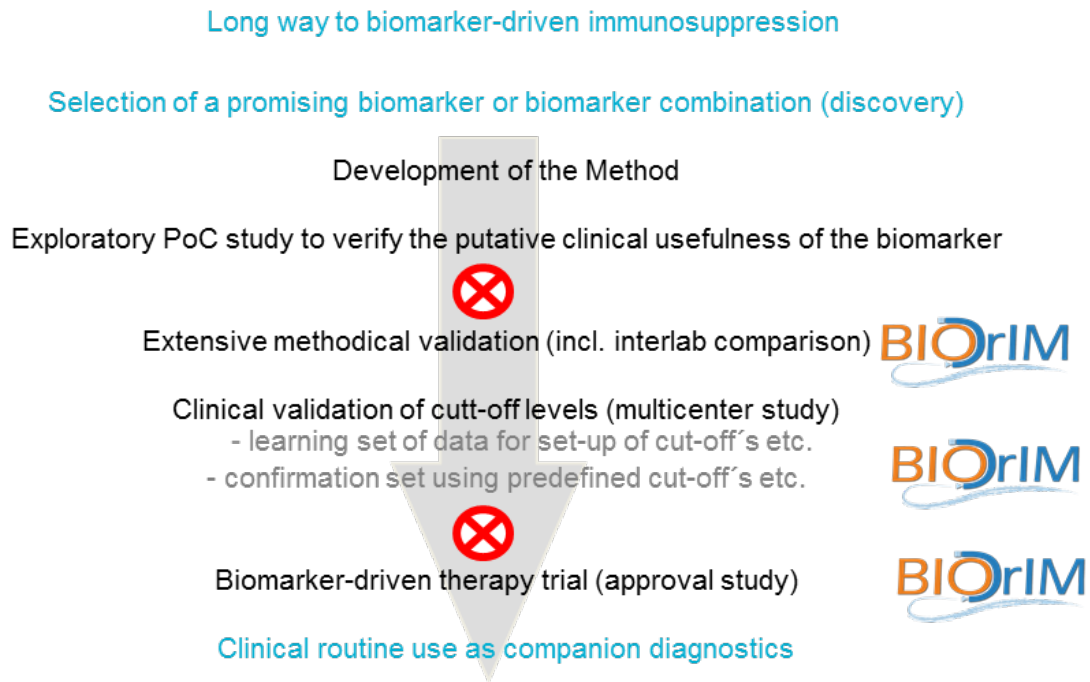 Long way to biomarker-driven immunosuppression
Selection of a promising biomarker or biomarker combination (discovery)
Development of the Method
Exploratory PoC study to verify the putative clinical usefulness of the biomarker
Extensive methodical validation (incl. interlab comparison)
BIODrIM
Clinical validation of cutt-off levels (multicenter study)
- learning set of data for set-up of cut-off´s etc.
- confirmation set using predefined cut-off´s etc.
BIODrIM
Biomarker-driven therapy trial (approval study)
BIODrIM
Clinical routine use as companion diagnostics